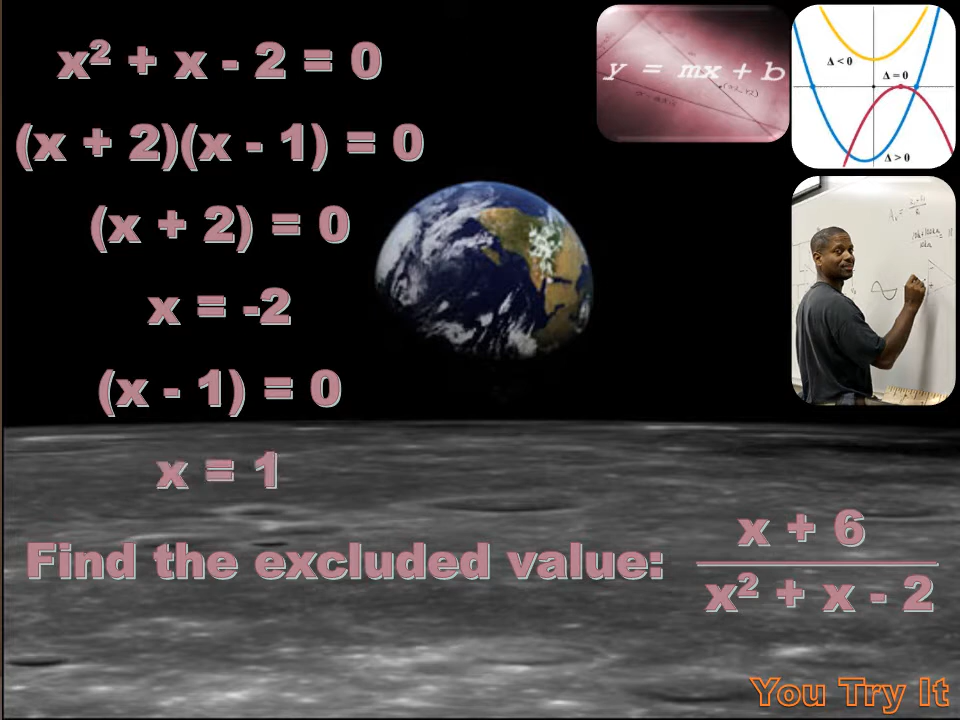 x² + x - 2 = 0
(x + 2)(x - 1) = 0
(x + 2) = 0
x = -2
(x - 1) = 0
x = 1
Find the excluded value:
x + 6
x² + x - 2
You Try It
y = mx + b
Δ < 0
Δ = 0
Δ > 0